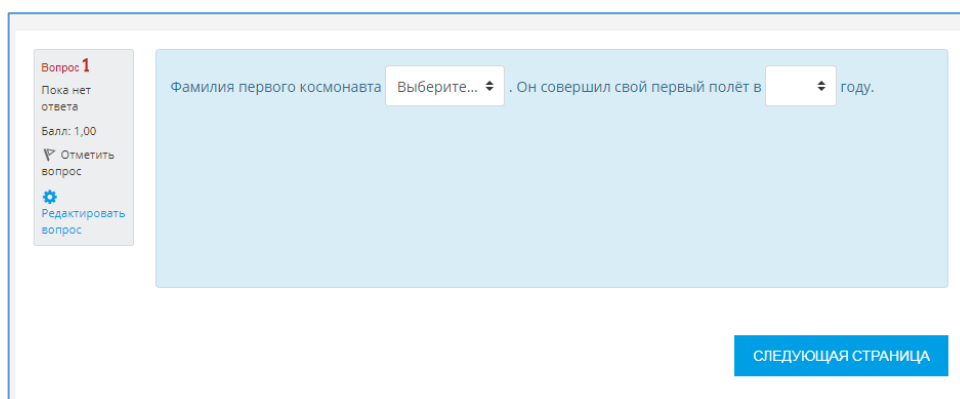 Вопрос 1
Пока нет
ответа
Балл: 1,00
Отметить
вопрос
Редактировать
вопрос
Фамилия первого косомонавта Выберите... . Он совершил свой первый полёт в году.
СЛЕДУЮЩАЯ СТРАНИЦА